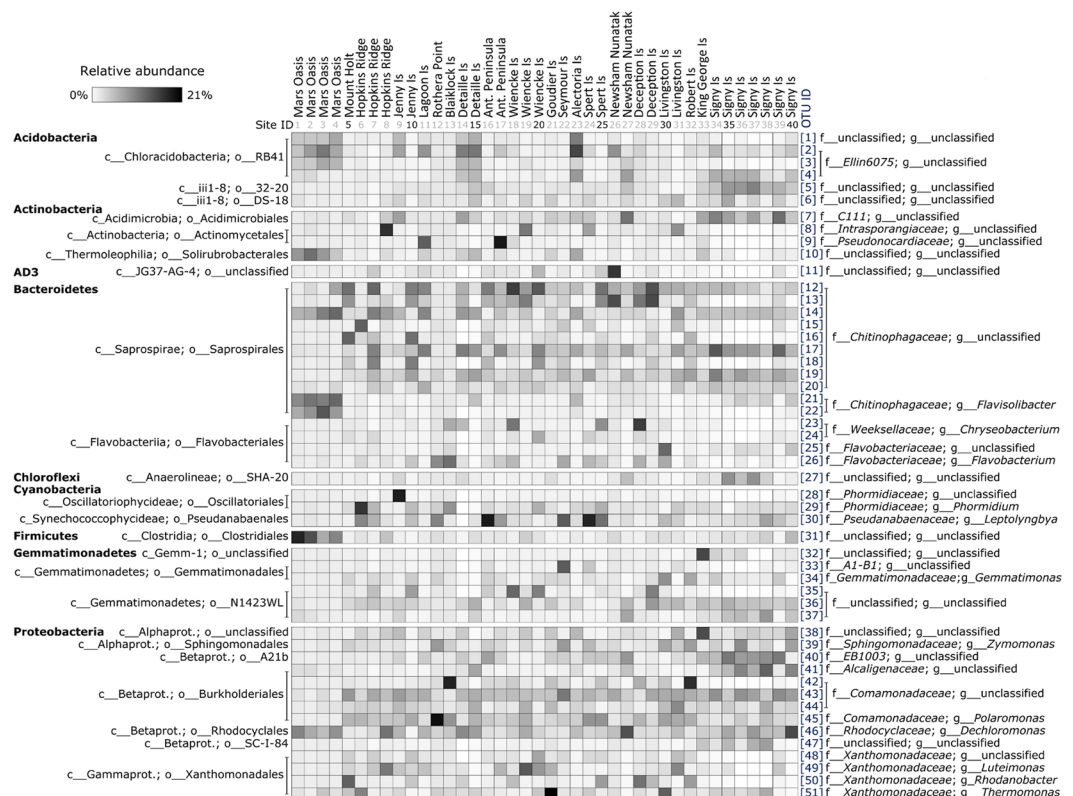 Relative abundance
0% 21%
Mars Oasis
Mars Oasis
Mars Oasis
Mars Oasis
Mount Holt
Hopkins Ridge
Hopkins Ridge
Hopkins Ridge
Jenny Is
Jenny Is
Lagoon Is
Rothera Point
Blaiklock Is
Detaille Is
Detaille Is
Ant. Peninsula
Ant. Peninsula
Wiencke Is
Wiencke Is
Wiencke Is
Goudier Is
Seymour Is
Alectoria Is
Spert Is
Spert Is
Newsham Nunatak
Newsham Nunatak
Deception Is
Deception Is
Livingston Is
Livingston Is
Robert Is
King George Is
Signy Is
Signy Is
Signy Is
Signy Is
Signy Is
Signy Is
Signy Is
OTU ID
Site ID 1 2 3 4 5 6 7 8 9 10 11 12 13 14 15 16 17 18 19 20 21 22 23 24 25 26 27 28 29 30 31 32 33 34 35 36 37 38 39 40
Acidobacteria
[1] f__unclassified; g__unclassified
[2]
c__Chloracidobacteria; o__RB41
[3] f__Ellin6075; g__unclassified
[4]
c__iii1-8; o__32-20 [5] f__unclassified; g__unclassified
c__iii1-8; o__DS-18 [6] f__unclassified; g__unclassified
Actinobacteria
c__Acidimicrobia; o__Acidimicrobiales [7] f__C111; g__unclassified
c__Actinobacteria; o__Actinomycetales [8] f__Intrasporangiaceae; g__unclassified
[9] f__Pseudonocardiaceae; g__unclassified
c__Thermoleophilia; o__Solirubrobacterales [10] f__unclassified; g__unclassified
AD3 c__JG37-AG-4; o__unclassified [11] f__unclassified; g__unclassified
Bacteroidetes [12]
[13]
[14]
[15]
[16] f__Chitinophagaceae; g__unclassified
c__Saprospirae; o__Saprospirales [17]
[18]
[19]
[20]
[21] f__Chitinophagaceae; g__Flavisolibacter
[22]
[23] f__Weeksellaceae; g__Chryseobacterium
c__Flavobacteriia; o__Flavobacteriales [24]
[25] f__Flavobacteriaceae; g__unclassified
[26] f__Flavobacteriaceae; g__Flavobacterium
Chloroflexi c__Anaerolineae; o__SHA-20 [27] f__unclassified; g__unclassified
Cyanobacteria
c__Oscillatoriophycideae; o__Oscillatoriales [28] f__Phormidiaceae; g__unclassified
[29] f__Phormidiaceae; g__Phormidium
c__Synechococcophycideae; o_Pseudanabaenales [30] f__Pseudanabaenaceae; g__Leptolyngbya
Firmicutes c__Clostridia; o__Clostridiales [31] f__unclassified; g__unclassified
Gemmatimonadetes c_Gemm-1; o_unclassified [32] f__unclassified; g__unclassified
c__Gemmatimonadetes; o__Gemmatimonadales [33] f__A1-B1; g__unclassified
[34] f_Gemmatimonadaceae;g_Gemmatimonas
[35]
c__Gemmatimonadetes; o__N1423WL [36] f__unclassified; g__unclassified
[37]
Proteobacteria c__Alphaprot.; o__unclassified [38] f__unclassified; g__unclassified
c__Alphaprot.; o__Sphingomonadales [39] f__Sphingomonadaceae; g__Zymomonas
c__Betaprot.; o__A21b [40] f__EB1003; g__unclassified
[41] f__Alcaligenaceae; g__unclassified
[42]
c__Betaprot.; o__Burkholderiales [43] f__Comamonadaceae; g__unclassified
[44]
[45] f__Comamonadaceae; g__Polaromonas
c__Betaprot.; o__Rhodocyclales [46] f__Rhodocyclaceae; g__Dechloromonas
c__Betaprot.; o__SC-I-84 [47] f__unclassified; g__unclassified
[48] f__Xanthomonadaceae; g__unclassified
c__Gammaprot.; o__Xanthomonadales [49] f__Xanthomonadaceae; g__Luteimonas
[50] f__Xanthomonadaceae; g__Rhodanobacter
[51] f__Xanthomonadaceae; g__Thermomonas